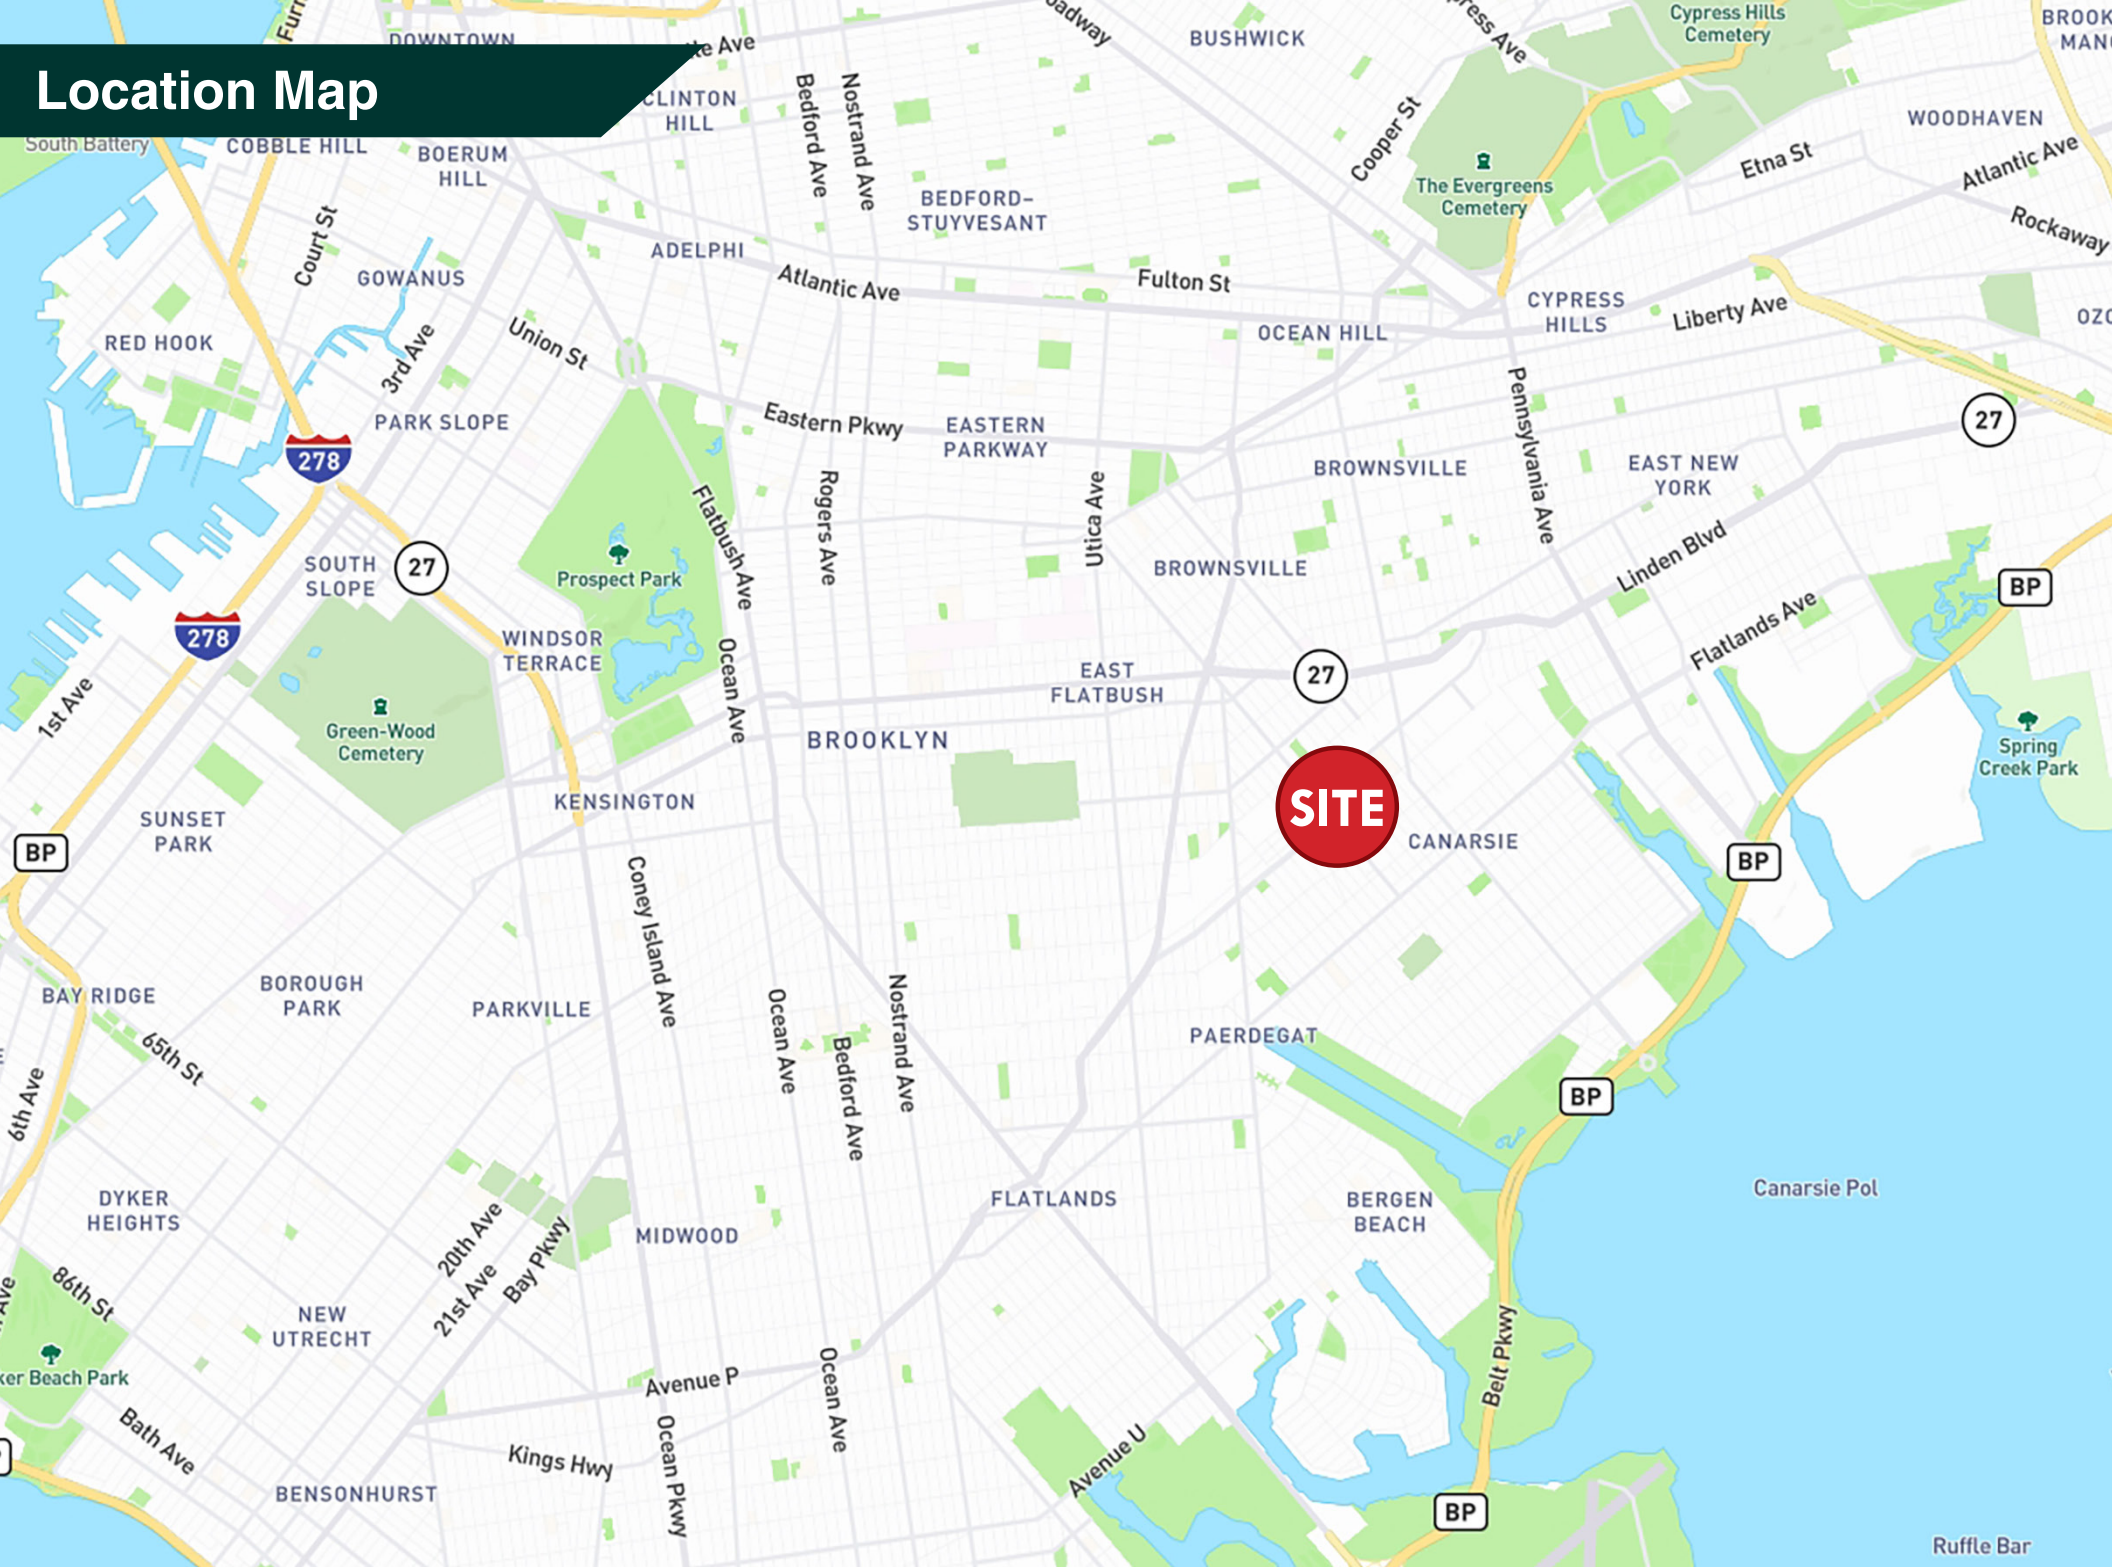 Location Map
DOWNTOWN
Ave
BUSHWICK
Cypress Hills
Cemetery
South Battery
COBBLE HILL
BOERUM
HILL
CLINTON
HILL
Bedford Ave
Nostrand Ave
BEDFORD-
STUYVESANT
Cooper St
The Evergreens
Cemetery
Etna St
WOODHAVEN
Atlantic Ave
Rockaway
Court St
GOWANUS
ADELPHI
Atlantic Ave
Fulton St
OCEAN HILL
CYPRESS
HILLS
Liberty Ave
RED HOOK
3rd Ave
Union St
PARK SLOPE
278
Eastern Pkwy
EASTERN
PARKWAY
BROWNSVILLE
Pennsylvania Ave
EAST NEW
YORK
27
Rogers Ave
Utica Ave
Flatbush Ave
Prospect Park
SOUTH
SLOPE
27
BROWNSVILLE
Linden Blvd
BP
Flatlands Ave
278
WINDSOR
TERRACE
Ocean Ave
EAST
FLATBUSH
27
1st Ave
Green-Wood
Cemetery
BROOKLYN
Spring
Creek Park
KENSINGTON
SITE
SUNSET
PARK
CANARSIE
BP
BP
Coney Island Ave
BAY RIDGE
BOROUGH
PARK
PARKVILLE
Ocean Ave
Bedford Ave
Nostrand Ave
PAERDEGAT
65th St
6th Ave
BP
DYKER
HEIGHTS
20th Ave
21st Ave
Bay Pkwy
MIDWOOD
FLATLANDS
BERGEN
BEACH
Canarsie Pol
86th St
NEW
UTRECHT
Belt Pkwy
ker Beach Park
Avenue P
Ocean Ave
Bath Ave
Kings Hwy
Ocean Pkwy
Avenue U
BENSONHURST
BP
Ruffle Bar